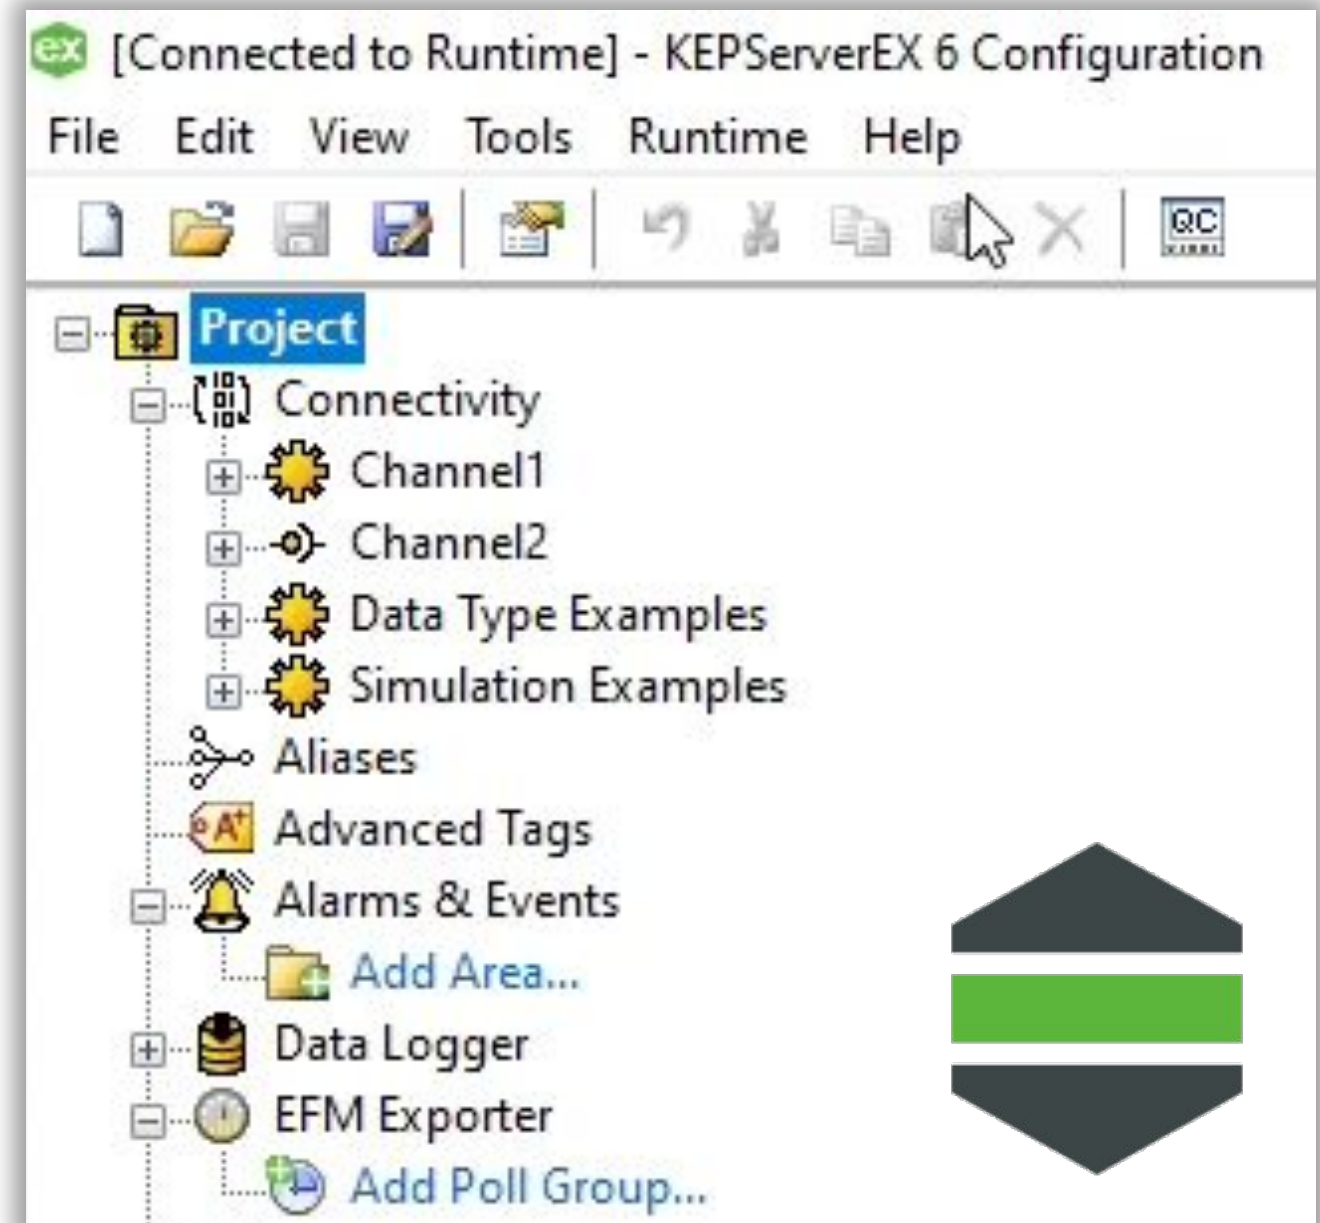 ex [Connected to Runtime] - KEPServerEX 6 Configuration
File Edit View Tools Runtime Help
QC
Project
Connectivity
Channel1
Channel2
Data Type Examples
Simulation Examples
Aliases
A+ Advanced Tags
Alarms & Events
Add Area...
Data Logger
EFM Exporter
Add Poll Group...